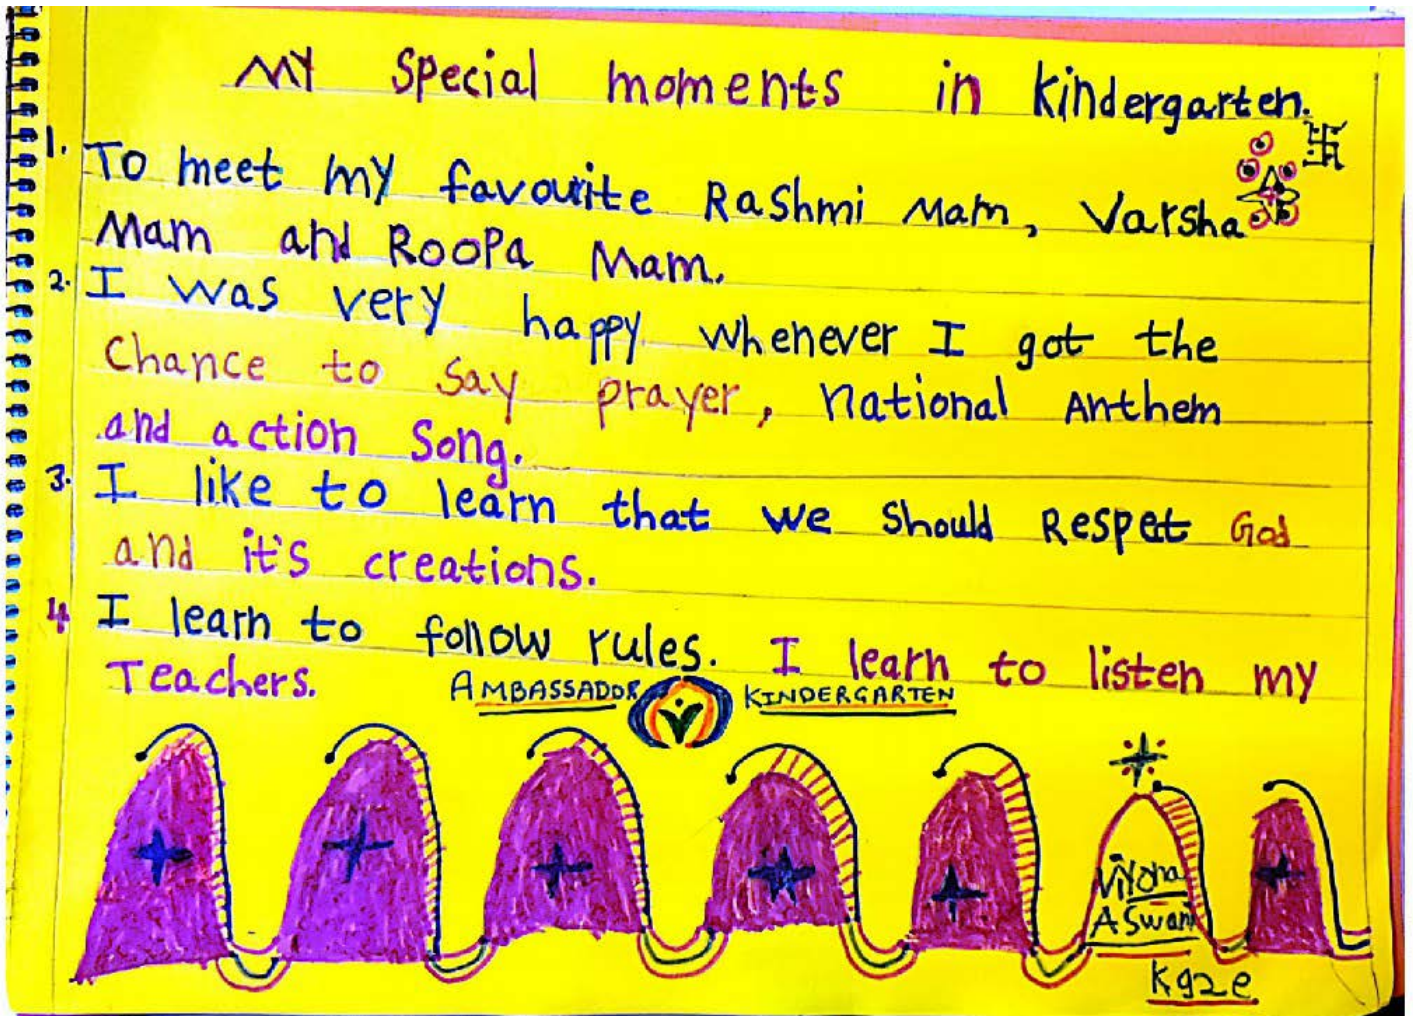 My Special moments in kindergarten.
1. To meet my favourite Rashmi Mam, Varsha
Mam and Roopa Mam.
2. I was very happy whenever I got the
Chance to say prayer, National Anthem
and action Song.
3. I like to learn that we should Respet God
and it's creations.
4 I learn to follow rules. I learn to listen my
Teachers.
AMBASSADOR KINDERGARTEN
Aswani
kg2e